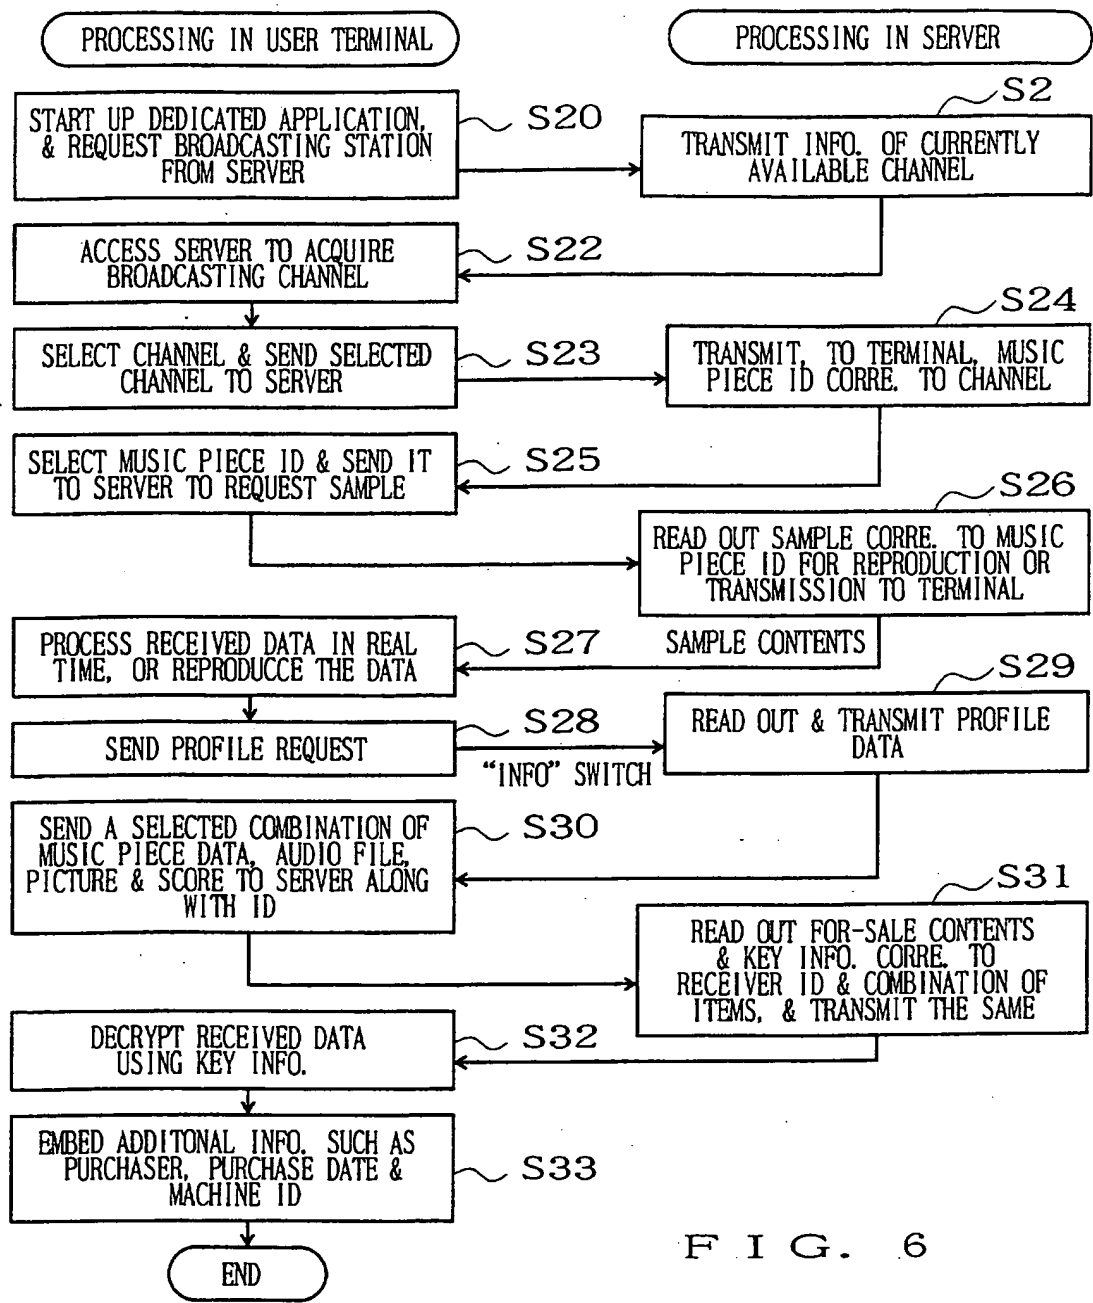 PROCESSING IN USER TERMINAL
PROCESSING IN SERVER
START UP DEDICATED APPLICATION,
& REQUEST BROADCASTING STATION
FROM SERVER
S20
S2
TRANSMIT INFO. OF CURRENTLY
AVAILABLE CHANNEL
ACCESS SERVER TO ACQUIRE
BROADCASTING CHANNEL
S22
SELECT CHANNEL & SEND SELECTED
CHANNEL TO SERVER
S23
S24
TRANSMIT, TO TERMINAL, MUSIC
PIECE ID CORRE. TO CHANNEL
SELECT MUSIC PIECE ID & SEND IT
TO SERVER TO REQUEST SAMPLE
S25
S26
READ OUT SAMPLE CORRE. TO MUSIC
PIECE ID FOR REPRODUCTION OR
TRANSMISSION TO TERMINAL
PROCESS RECEIVED DATA IN REAL
TIME, OR REPRODUCCE THE DATA
S27
SAMPLE CONTENTS
S29
READ OUT & TRANSMIT PROFILE
DATA
SEND PROFILE REQUEST
S28
“INFO” SWITCH
SEND A SELECTED COMBINATION OF
MUSIC PIECE DATA, AUDIO FILE,
PICTURE & SCORE TO SERVER ALONG
WITH ID
S30
S31
READ OUT FOR-SALE CONTENTS
& KEY INFO. CORRE. TO
RECEIVER ID & COMBINATION OF
ITEMS, & TRANSMIT THE SAME
DECRYPT RECEIVED DATA
USING KEY INFO.
S32
EMBED ADDITONAL INFO. SUCH AS
PURCHASER, PURCHASE DATE &
MACHINE ID
S33
END
FIG. 6